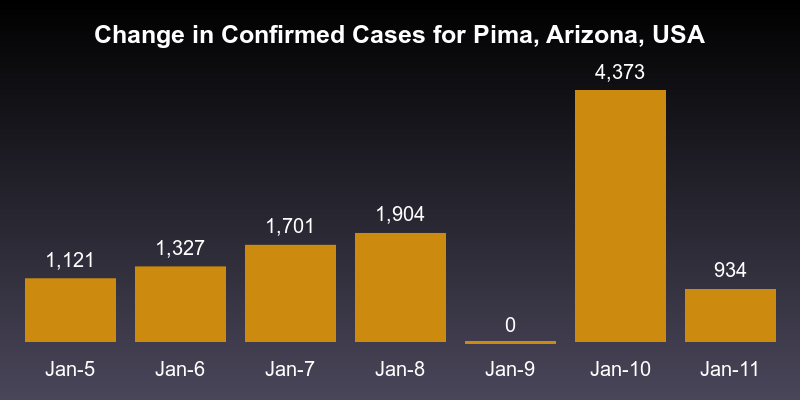 Change in Confirmed Cases for Pima, Arizona, USA
1,121
1,327
1,701
1,904
0
4,373
934
Jan-5
Jan-6
Jan-7
Jan-8
Jan-9
Jan-10
Jan-11